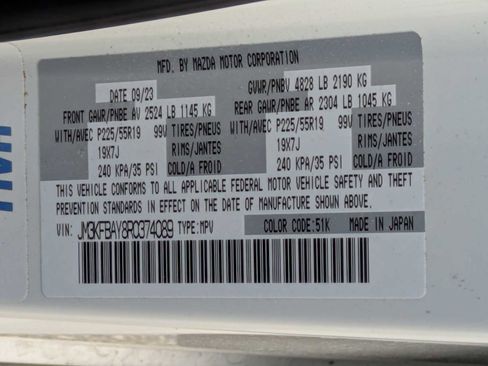 MFD. BY MAZDA MOTOR CORPORATION
DATE 09/23 GVWR/PNBV 4828 LB 2190 KG
FRONT GAWR/PNBE AV 2524 LB 1145 KG REAR GAWR/PNBE AR 2304 LB 1045 KG
WITH/AVEC P225/55R19 99V TIRES/PNEUS WITH/AVEC P225/55R19 99V TIRES/PNEUS
19X7J RIMS/JANTES 19X7J RIMS/JANTES
240 KPA/35 PSI COLD/A FROID 240 KPA/35 PSI COLD/A FROID
THIS VEHICLE CONFORMS TO ALL APPLICABLE FEDERAL MOTOR VEHICLE SAFETY AND THEFT
PREVENTION STANDARDS IN EFFECT ON THE DATE OF MANUFACTURE SHOWN ABOVE.
VIN: JM3KFBAY8R0374089 TYPE:MPV COLOR CODE:51K MADE IN JAPAN